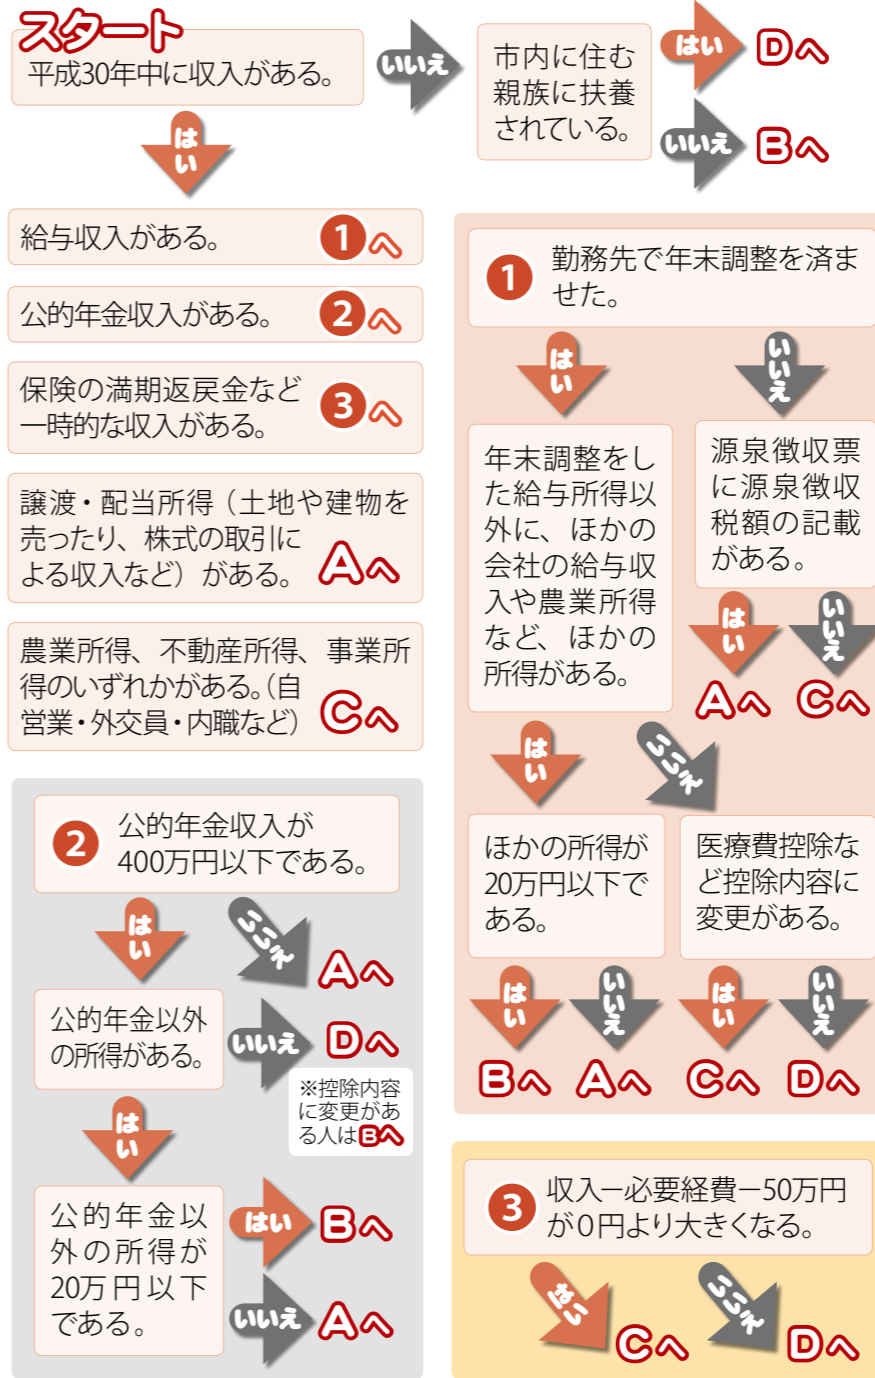 スタート
平成30年中に収入がある。
いいえ
市内に住む
親族に扶養
されている。
はい
Dへ
いいえ
Bへ
はい
給与収入がある。
1へ
公的年金収入がある。
2へ
保険の満期返戻金など
一時的な収入がある。
3へ
譲渡・配当所得（土地や建物を
売ったり、株式の取引に
よる収入など）がある。
Aへ
農業所得、不動産所得、事業所
得のいずれかがある。（自
営業・外交員・内職など）
Cへ
1
勤務先で年末調整を済ま
せた。
はい
いいえ
年末調整をし
た給与所得以
外に、ほかの
会社の給与収
入や農業所得
など、ほかの
所得がある。
源泉徴収票
に源泉徴収
税額の記載
がある。
はい
いいえ
Aへ
Cへ
はい
いいえ
ほかの所得が
20万円以下で
ある。
医療費控除な
ど控除内容に
変更がある。
はい
いいえ
はい
いいえ
Bへ
Aへ
Cへ
Dへ
2
公的年金収入が
400万円以下である。
はい
いいえ
Aへ
公的年金以外
の所得がある。
いいえ
Dへ
※控除内容
に変更があ
る人はBへ
はい
公的年金以
外の所得が
20万円以下
である。
はい
Bへ
いいえ
Aへ
3
収入ー必要経費ー50万円
が０円より大きくなる。
はい
いいえ
Cへ
Dへ